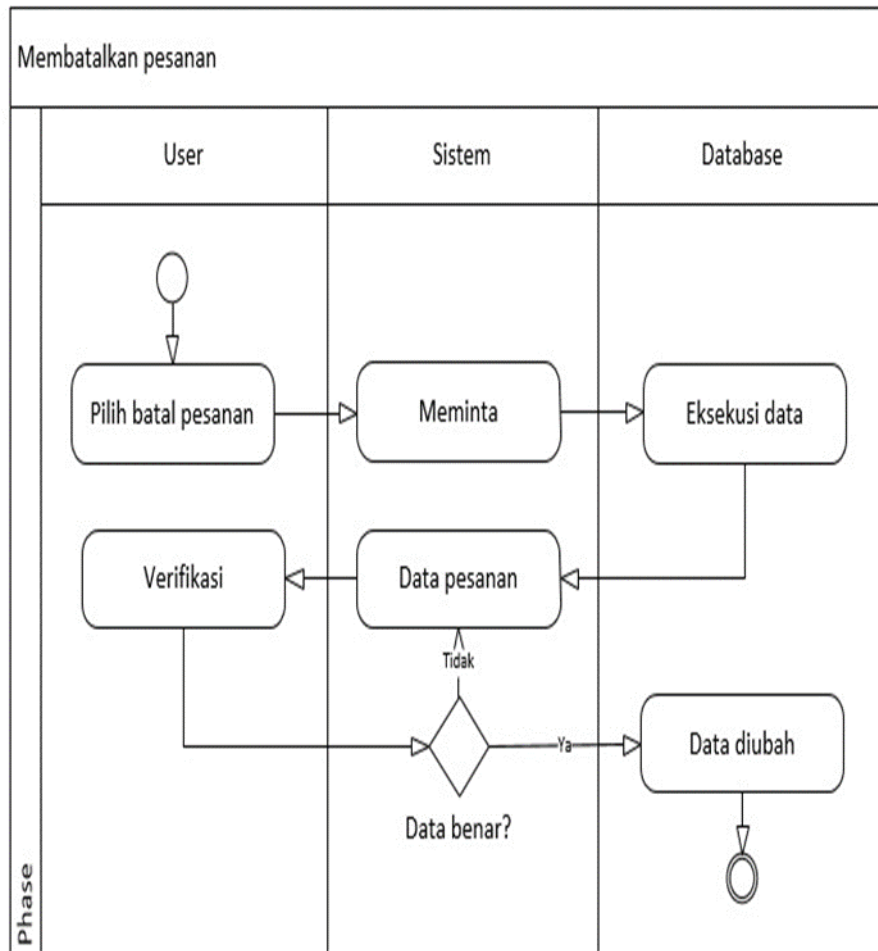 Membatalkan pesanan
User
Sistem
Database
Pilih batal pesanan
Meminta
Eksekusi data
Verifikasi
Data pesanan
Tidak
Ya
Data diubah
Data benar?
Phase